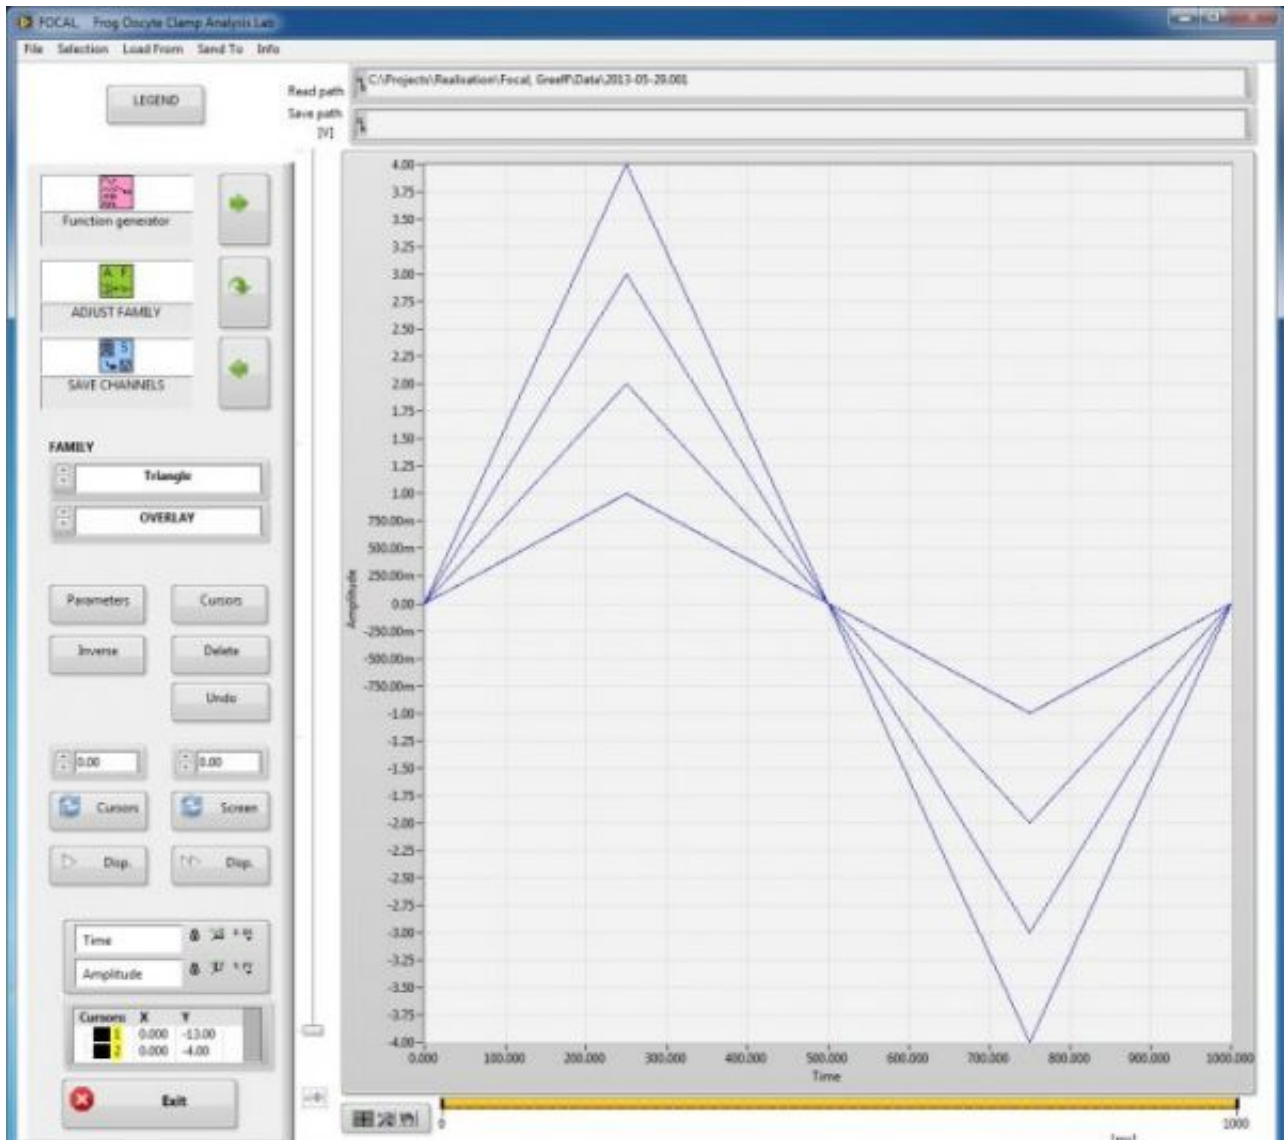 FOCAL Frog Oocyte Clamp Analysis Lab
File Selection Load From Send To Info
LEGEND
Read path
C:\Projects\Realisation\Focal, Greeff\Data\2013-05-29.001
Save path
[V]
Function generator
ADJUST FAMILY
SAVE CHANNELS
FAMILY
Triangle
OVERLAY
Parameters Cursors
Inverse Delete
Undo
0.00 0.00
Cursors Screen
Disp. Disp.
Time
Amplitude
Cursors X Y
1 0.000 -13.00
2 0.000 -4.00
Exit
Amplitude
4.00
3.75
3.50
3.25
3.00
2.75
2.50
2.25
2.00
1.75
1.50
1.25
1.00
750.00m
500.00m
250.00m
0.00
-250.00m
-500.00m
-750.00m
-1.00
-1.25
-1.50
-1.75
-2.00
-2.25
-2.50
-2.75
-3.00
-3.25
-3.50
-3.75
-4.00
0.000 100.000 200.000 300.000 400.000 500.000 600.000 700.000 800.000 900.000 1000.000
Time
0 1000